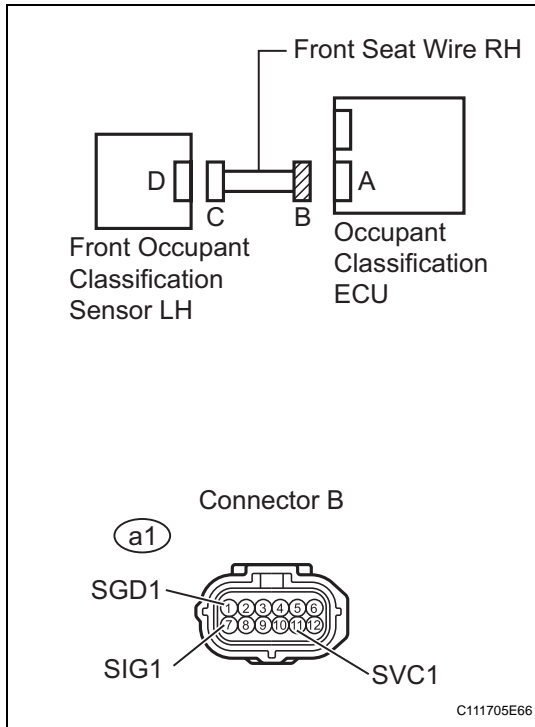 Front Seat Wire RH
D
A
C
B
Front Occupant
Classification
Sensor LH
Occupant
Classification
ECU
Connector B
a1
SGD1
1 2 3 4 5 6
7 8 9 10 11 12
SIG1
SVC1
C111705E66